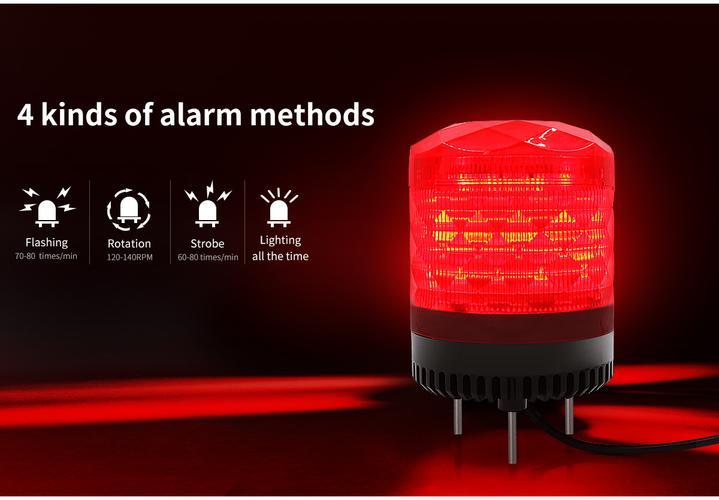 4 kinds of alarm methods
Flashing
70-80 times/min
Rotation
120-140RPM
Strobe
60-80 times/min
Lighting
all the time